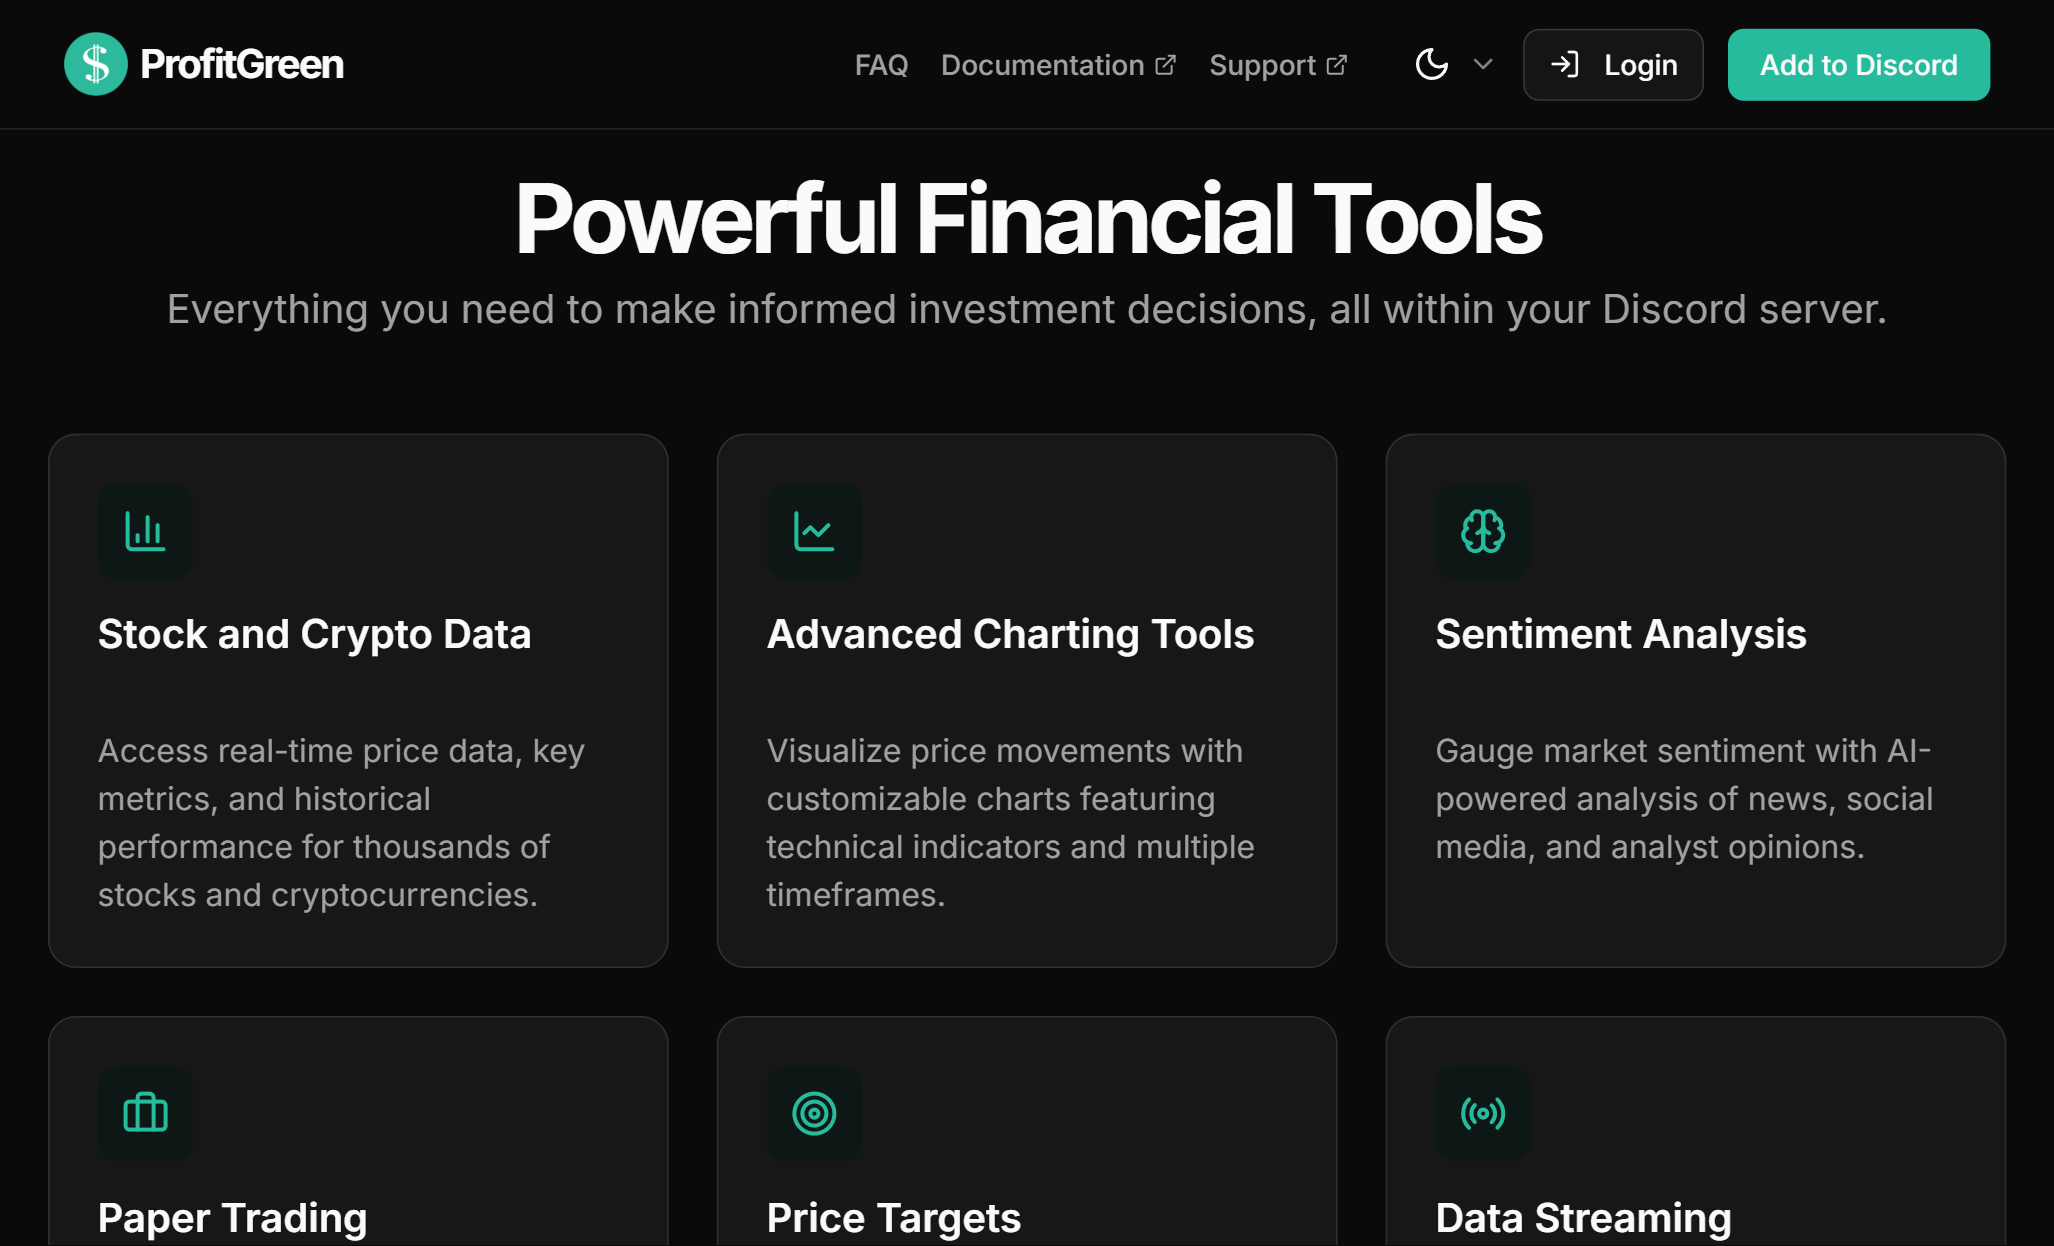 $ ProfitGreen
FAQ Documentation Support Login Add to Discord
Powerful Financial Tools
Everything you need to make informed investment decisions, all within your Discord server.
Stock and Crypto Data
Access real-time price data, key
metrics, and historical
performance for thousands of
stocks and cryptocurrencies.
Advanced Charting Tools
Visualize price movements with
customizable charts featuring
technical indicators and multiple
timeframes.
Sentiment Analysis
Gauge market sentiment with AI-
powered analysis of news, social
media, and analyst opinions.
Paper Trading
Price Targets
Data Streaming